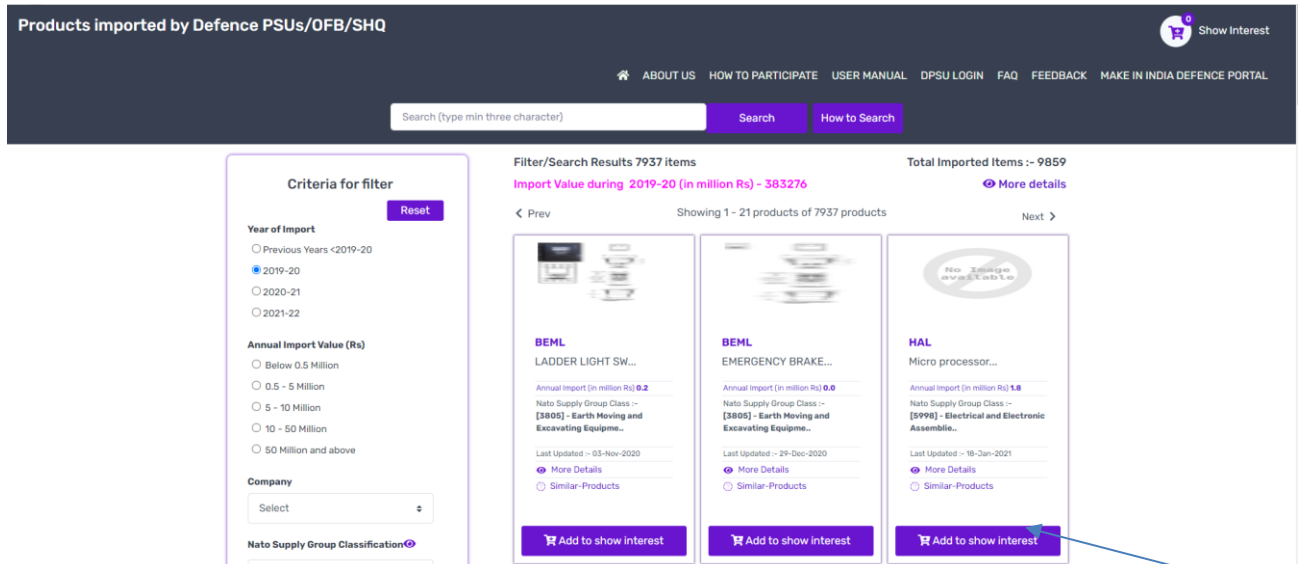 Products imported by Defence PSUs/OFB/SHQ
0
Show Interest
ABOUT US HOW TO PARTICIPATE USER MANUAL DPSU LOGIN FAQ FEEDBACK MAKE IN INDIA DEFENCE PORTAL
Search (type min three character) Search How to Search
Criteria for filter
Reset
Year of Import
Previous Years <2019-20
2019-20
2020-21
2021-22
Annual Import Value (Rs)
Below 0.5 Million
0.5 - 5 Million
5 - 10 Million
10 - 50 Million
50 Million and above
Company
Select
Nato Supply Group Classification
Filter/Search Results 7937 items Total Imported Items :- 9859
Import Value during 2019-20 (in million Rs) - 383276 More details
Prev Showing 1 - 21 products of 7937 products Next
BEML
LADDER LIGHT SW...
Annual Import (in million Rs) 0.2
Nato Supply Group Class :-
[3805] - Earth Moving and
Excavating Equipme..
Last Updated :- 03-Nov-2020
More Details
Similar-Products
Add to show interest
BEML
EMERGENCY BRAKE...
Annual Import (in million Rs) 0.0
Nato Supply Group Class :-
[3805] - Earth Moving and
Excavating Equipme..
Last Updated :- 29-Dec-2020
More Details
Similar-Products
Add to show interest
No Image
available
HAL
Micro processor...
Annual Import (in million Rs) 1.8
Nato Supply Group Class :-
[5998] - Electrical and Electronic
Assemblie..
Last Updated :- 18-Jan-2021
More Details
Similar-Products
Add to show interest